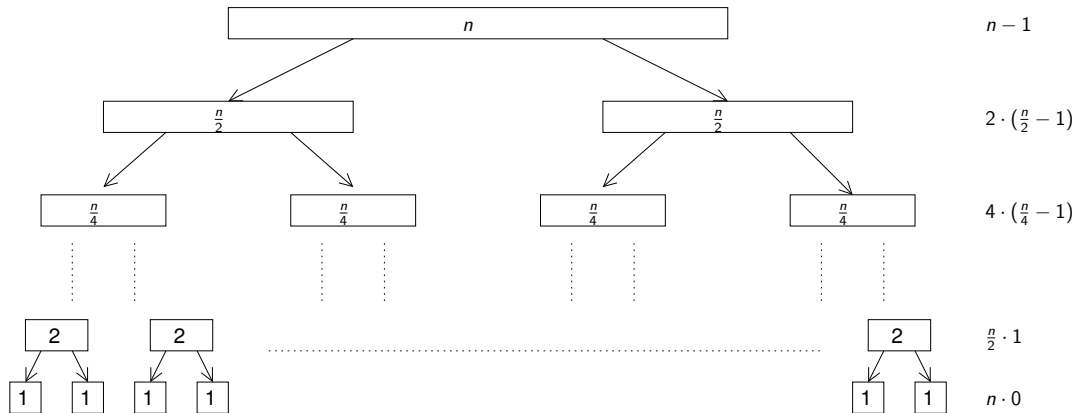 n n − 1
n/2 n/2 2 · (n/2 − 1)
n/4 n/4 n/4 n/4 4 · (n/4 − 1)
2 2 2 n/2 · 1
1 1 1 1 1 1 n · 0